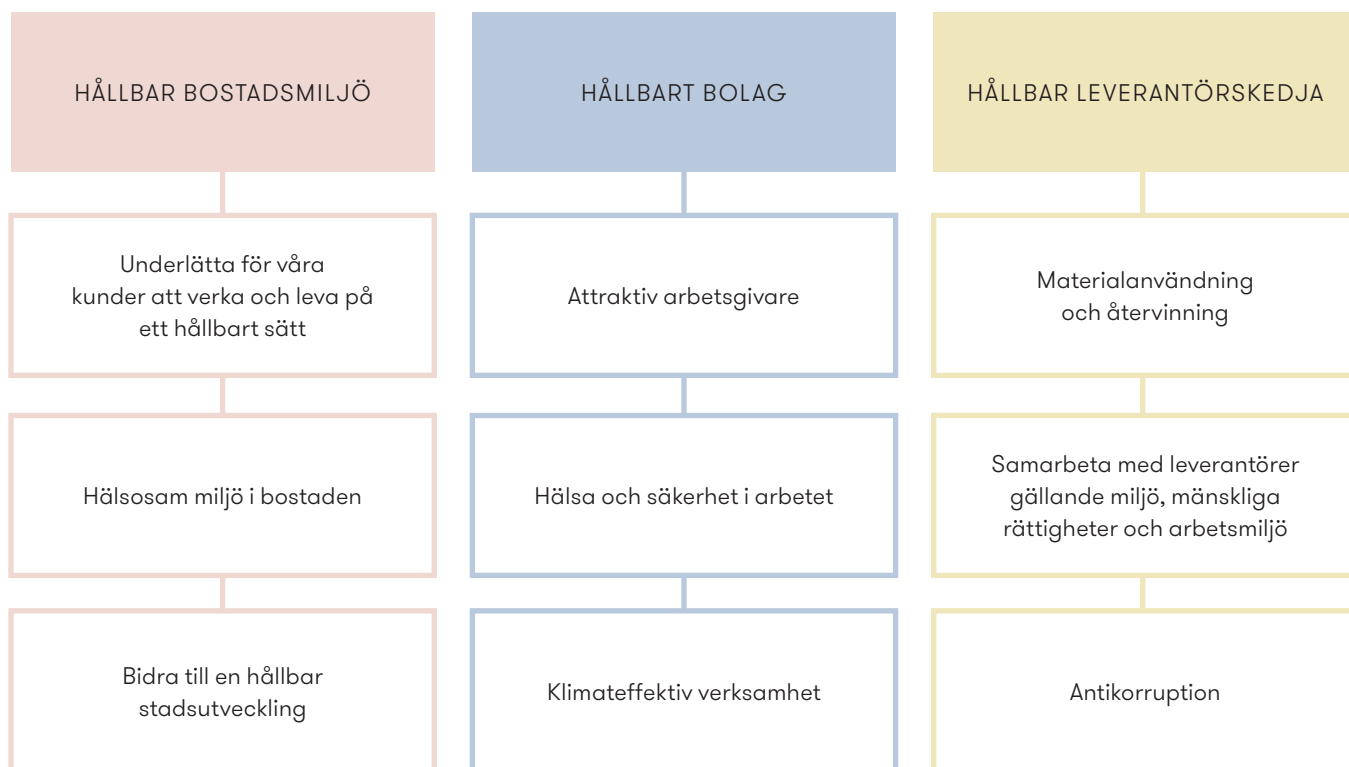 HÅLLBAR BOSTADSMILJÖ
Underlätta för våra
kunder att verka och leva på
ett hållbart sätt
Hälsosam miljö i bostaden
Bidra till en hållbar
stadsutveckling
HÅLLBART BOLAG
Attraktiv arbetsgivare
Hälsa och säkerhet i arbetet
Klimateffektiv verksamhet
HÅLLBAR LEVERANTÖRSKEDJA
Materialanvändning
och återvinning
Samarbeta med leverantörer
gällande miljö, mänskliga
rättigheter och arbetsmiljö
Antikorruption